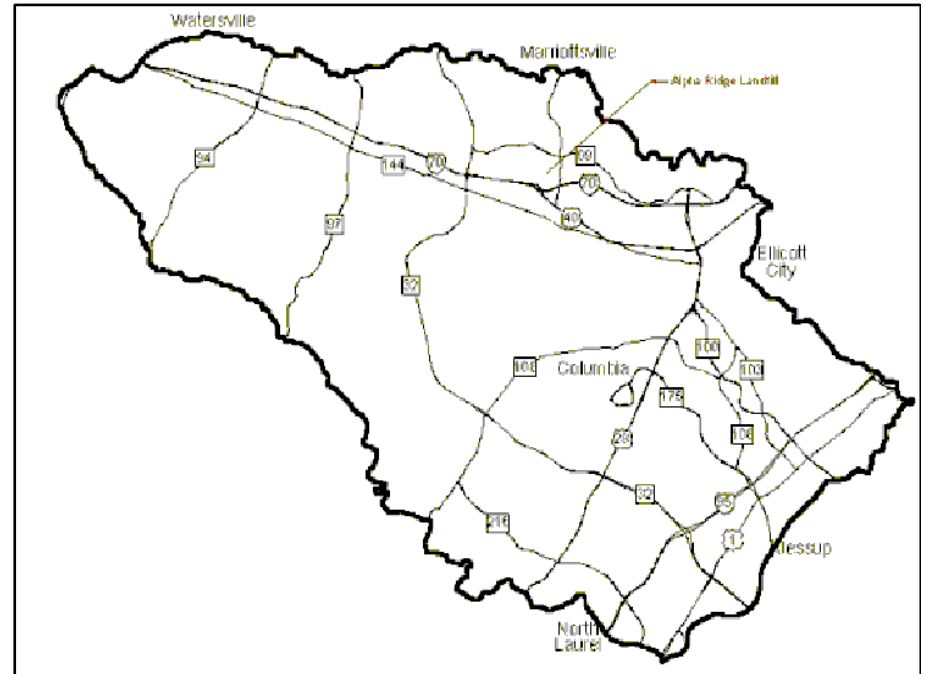 Watersville
Marriottsville
Alpha Ridge Landfill
94
144
70
99
70
97
40
Ellicott
City
32
108
Columbia
100
103
175
29
108
32
95
216
1
Jessup
North
Laurel